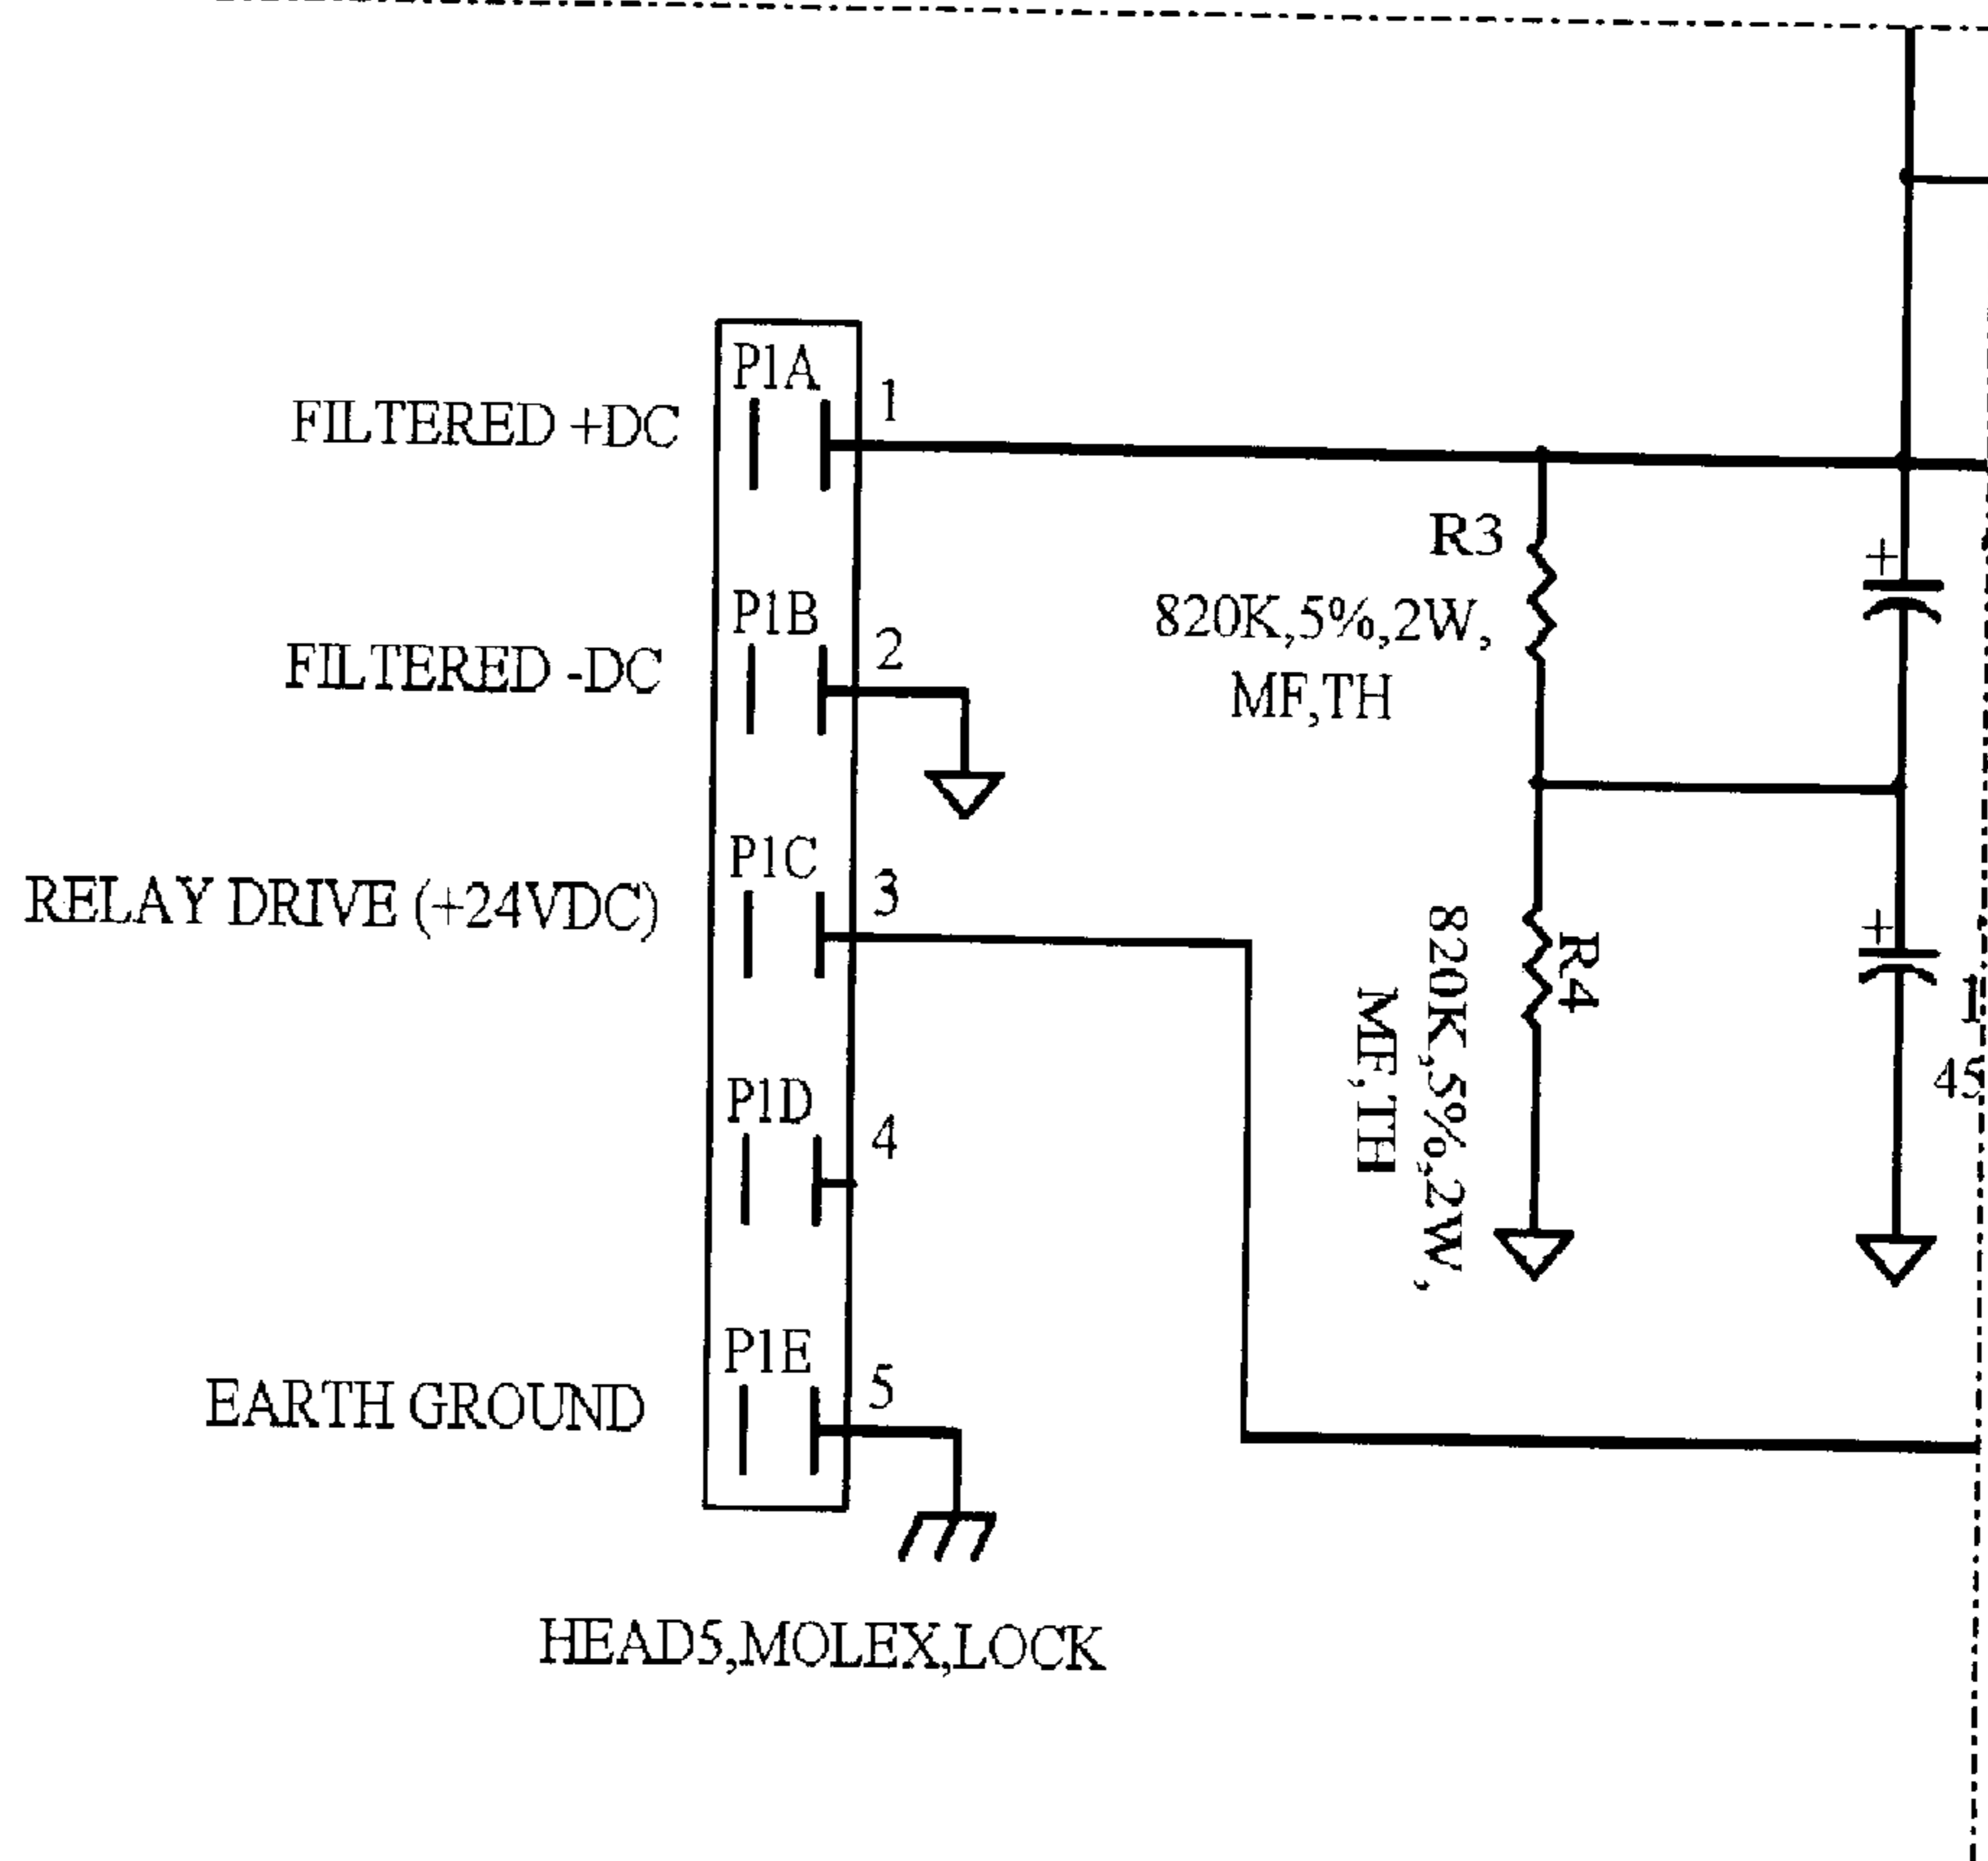 P1A
1
FILTERED +DC
R3
+
P1B
820K,5%,2W,
2
FILTERED -DC
MF,TH
P1C
3
RELAY DRIVE (+24VDC)
820K,5%,2W,
R4
+
MF,TH
P1D
4
P1E
5
EARTH GROUND
HEAD5,MOLEX,LOCK